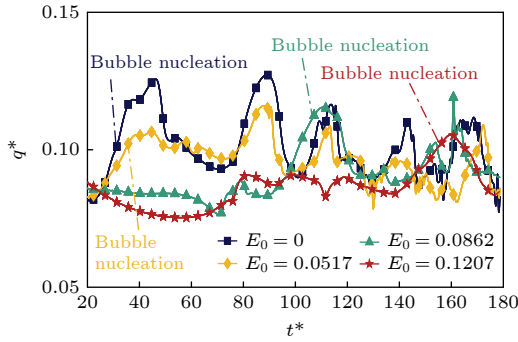 0.15
Bubble nucleation
Bubble nucleation
Bubble nucleation
q*
0.10
Bubble
nucleation
E₀ = 0
E₀ = 0.0862
E₀ = 0.0517
E₀ = 0.1207
0.05
20 40 60 80 100 120 140 160 180
t*